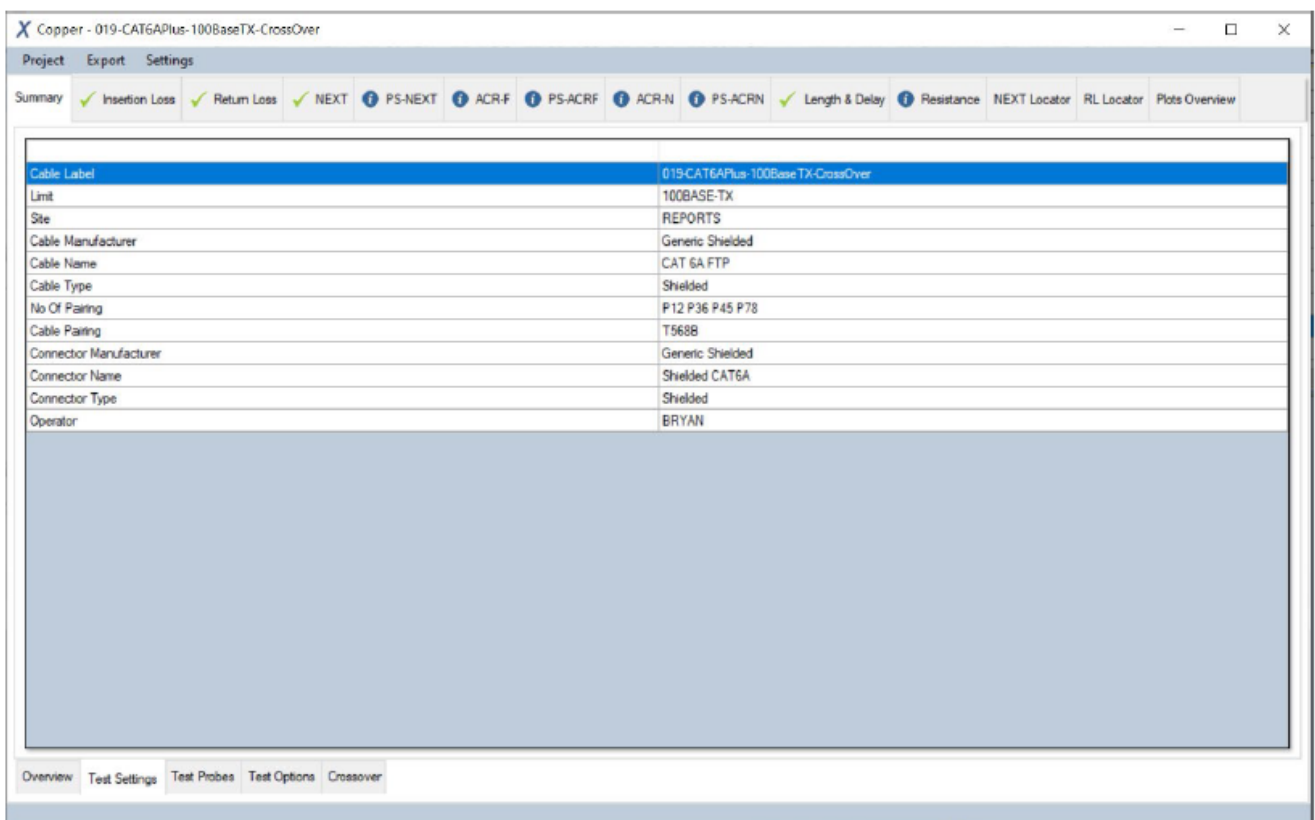 X Copper - 019-CAT6APlus-100BaseTX-CrossOver
Project Export Settings
Summary Insertion Loss Return Loss NEXT PS-NEXT ACR-F PS-ACRF ACR-N PS-ACRN Length & Delay Resistance NEXT Locator RL Locator Plots Overview
Cable Label 019-CAT6APlus-100BaseTX-CrossOver
Limit 100BASE-TX
Site REPORTS
Cable Manufacturer Generic Shielded
Cable Name CAT 6A FTP
Cable Type Shielded
No Of Pairing P12 P36 P45 P78
Cable Pairing T568B
Connector Manufacturer Generic Shielded
Connector Name Shielded CAT6A
Connector Type Shielded
Operator BRYAN
Overview Test Settings Test Probes Test Options Crossover